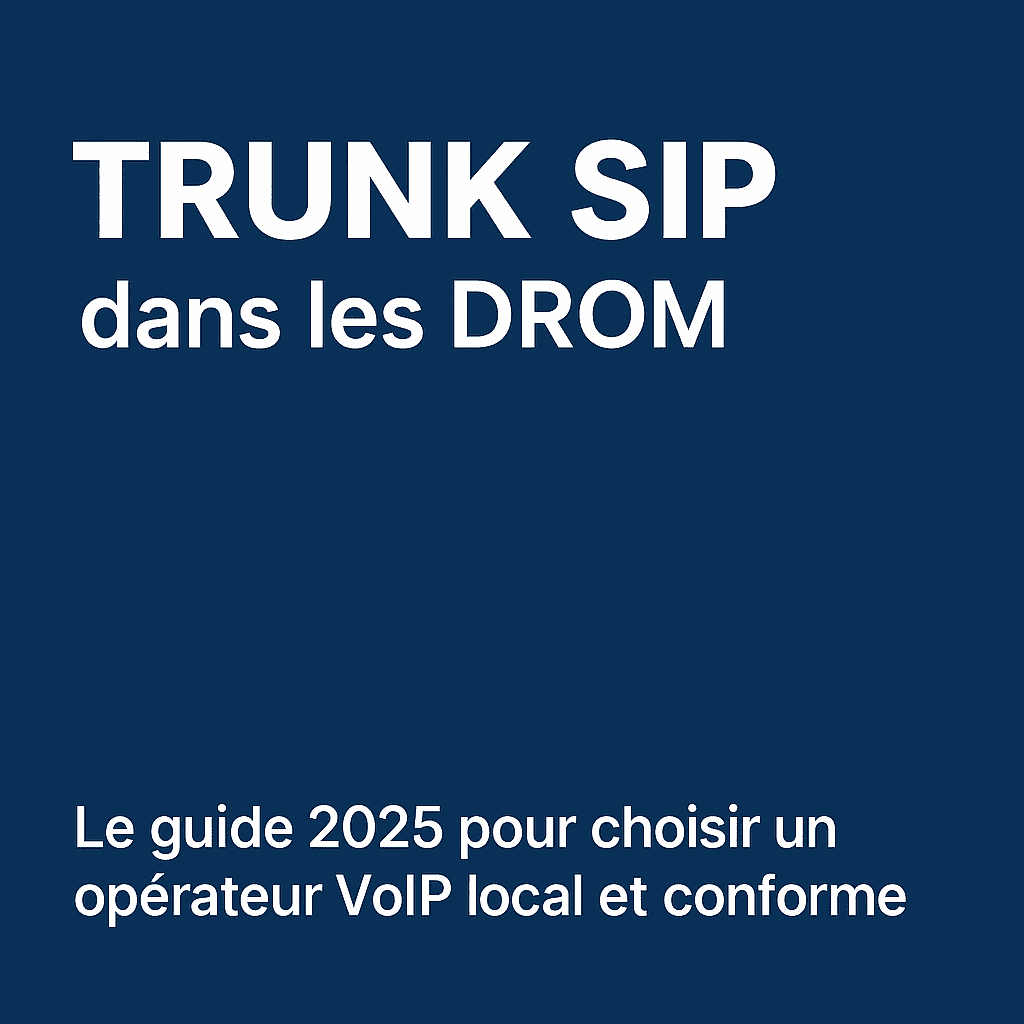 TRUNK SIP
dans les DROM
Le guide 2025 pour choisir un
opérateur VoIP local et conforme